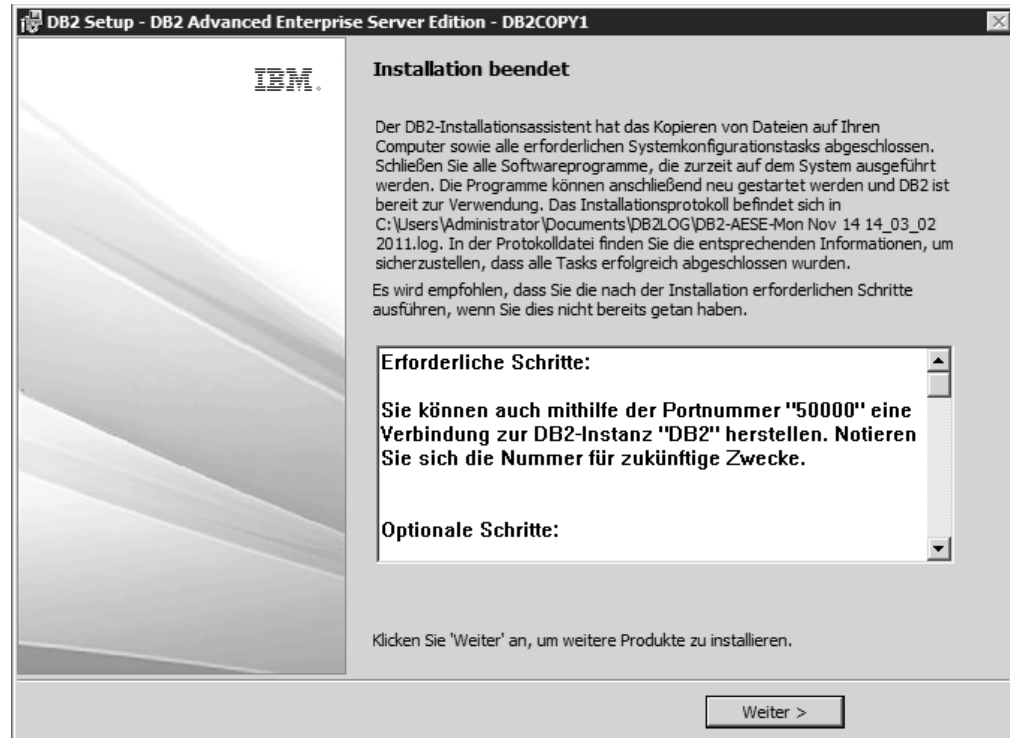 DB2 Setup - DB2 Advanced Enterprise Server Edition - DB2COPY1
IBM.
Installation beendet
Der DB2-Installationsassistent hat das Kopieren von Dateien auf Ihren
Computer sowie alle erforderlichen Systemkonfigurationstasks abgeschlossen.
Schließen Sie alle Softwareprogramme, die zurzeit auf dem System ausgeführt
werden. Die Programme können anschließend neu gestartet werden und DB2 ist
bereit zur Verwendung. Das Installationsprotokoll befindet sich in
C:\Users\Administrator\Documents\DB2LOG\DB2-AESE-Mon Nov 14 14_03_02
2011.log. In der Protokolldatei finden Sie die entsprechenden Informationen, um
sicherzustellen, dass alle Tasks erfolgreich abgeschlossen wurden.
Es wird empfohlen, dass Sie die nach der Installation erforderlichen Schritte
ausführen, wenn Sie dies nicht bereits getan haben.
Erforderliche Schritte:
Sie können auch mithilfe der Portnummer "50000" eine
Verbindung zur DB2-Instanz "DB2" herstellen. Notieren
Sie sich die Nummer für zukünftige Zwecke.
Optionale Schritte:
Klicken Sie 'Weiter' an, um weitere Produkte zu installieren.
Weiter >